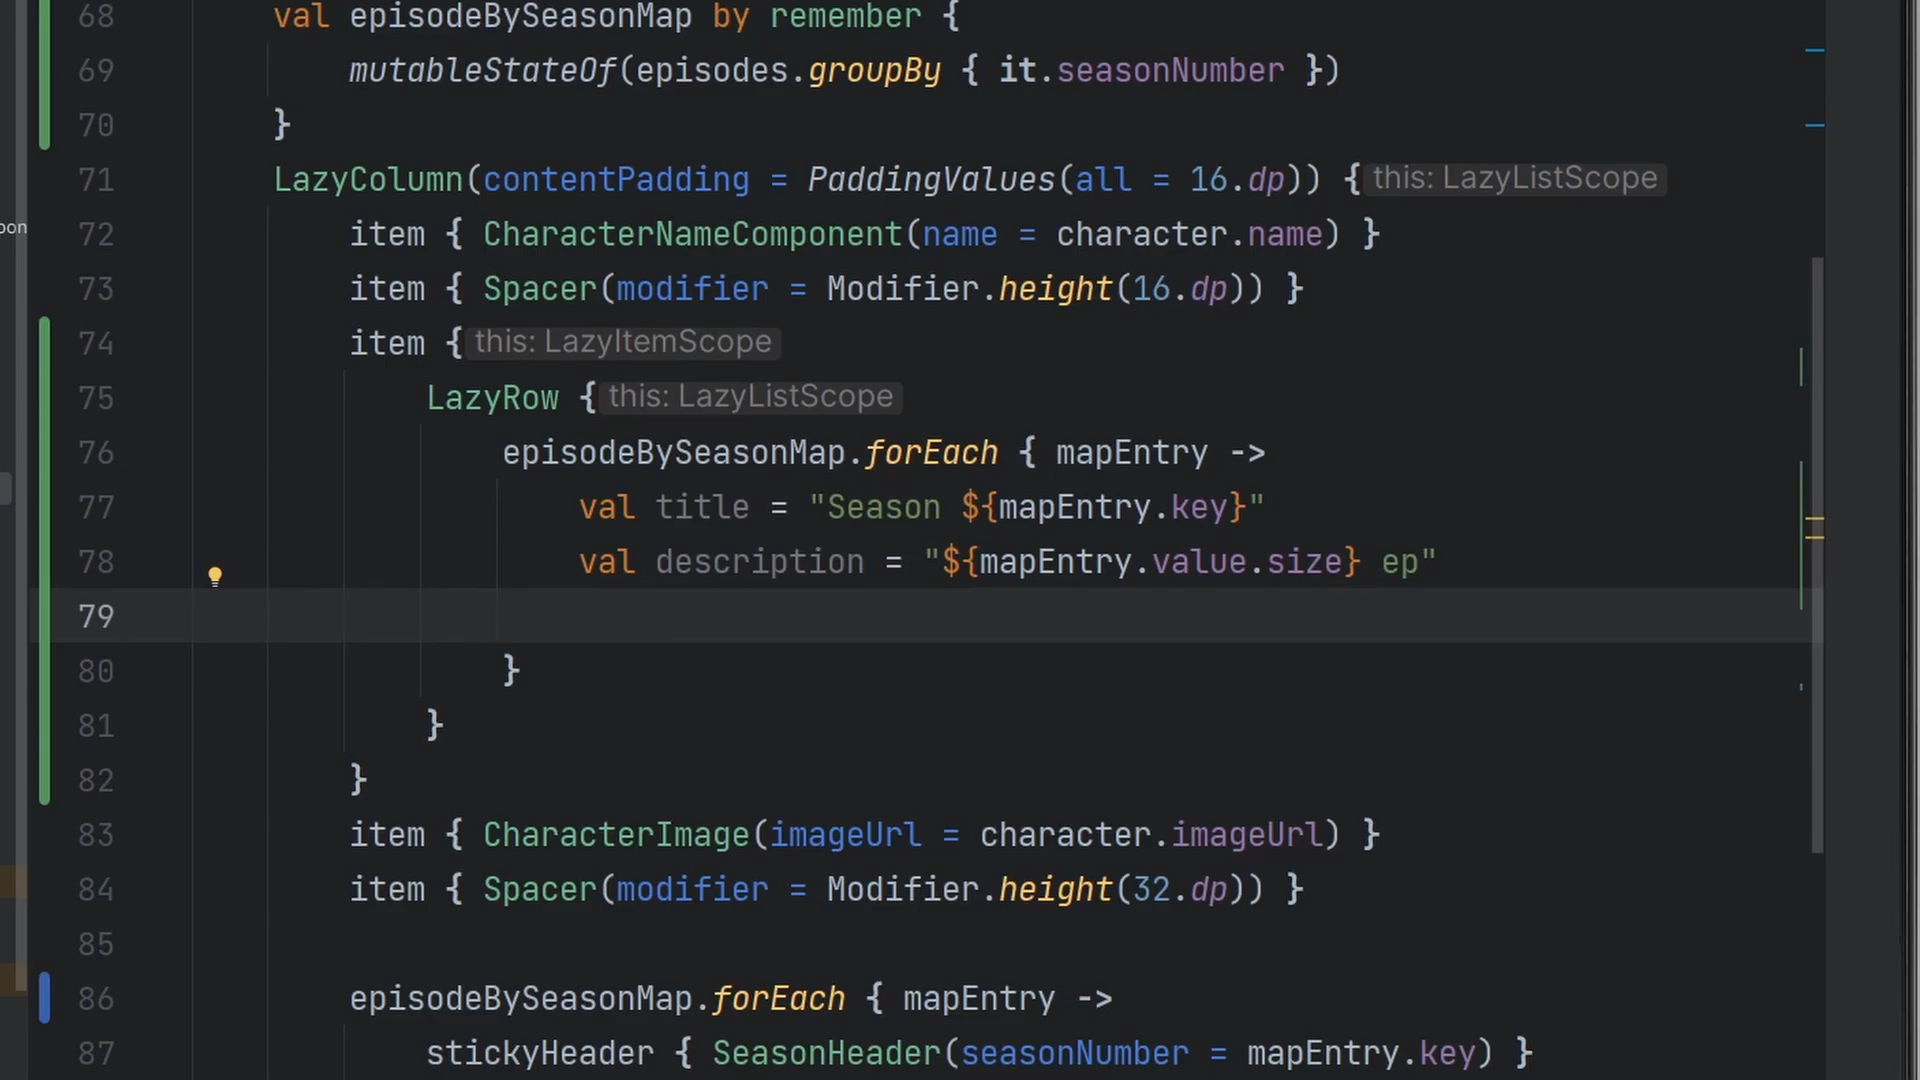 68 val episodeBySeasonMap by remember {
69 mutableStateOf(episodes.groupBy { it.seasonNumber })
70 }
71 LazyColumn(contentPadding = PaddingValues(all = 16.dp)) { this: LazyListScope
72 item { CharacterNameComponent(name = character.name) }
73 item { Spacer(modifier = Modifier.height(16.dp)) }
74 item { this: LazyItemScope
75 LazyRow { this: LazyListScope
76 episodeBySeasonMap.forEach { mapEntry ->
77 val title = "Season ${mapEntry.key}"
78 val description = "${mapEntry.value.size} ep"
79
80 }
81 }
82 }
83 item { CharacterImage(imageUrl = character.imageUrl) }
84 item { Spacer(modifier = Modifier.height(32.dp)) }
85
86 episodeBySeasonMap.forEach { mapEntry ->
87 stickyHeader { SeasonHeader(seasonNumber = mapEntry.key) }